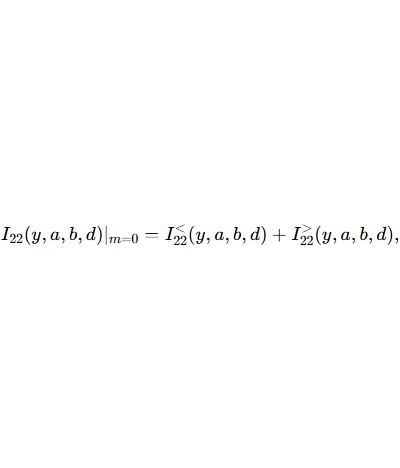 I_{22}(y, a, b, d)|_{m=0} = I_{22}^{<}(y, a, b, d) + I_{22}^{>}(y, a, b, d),